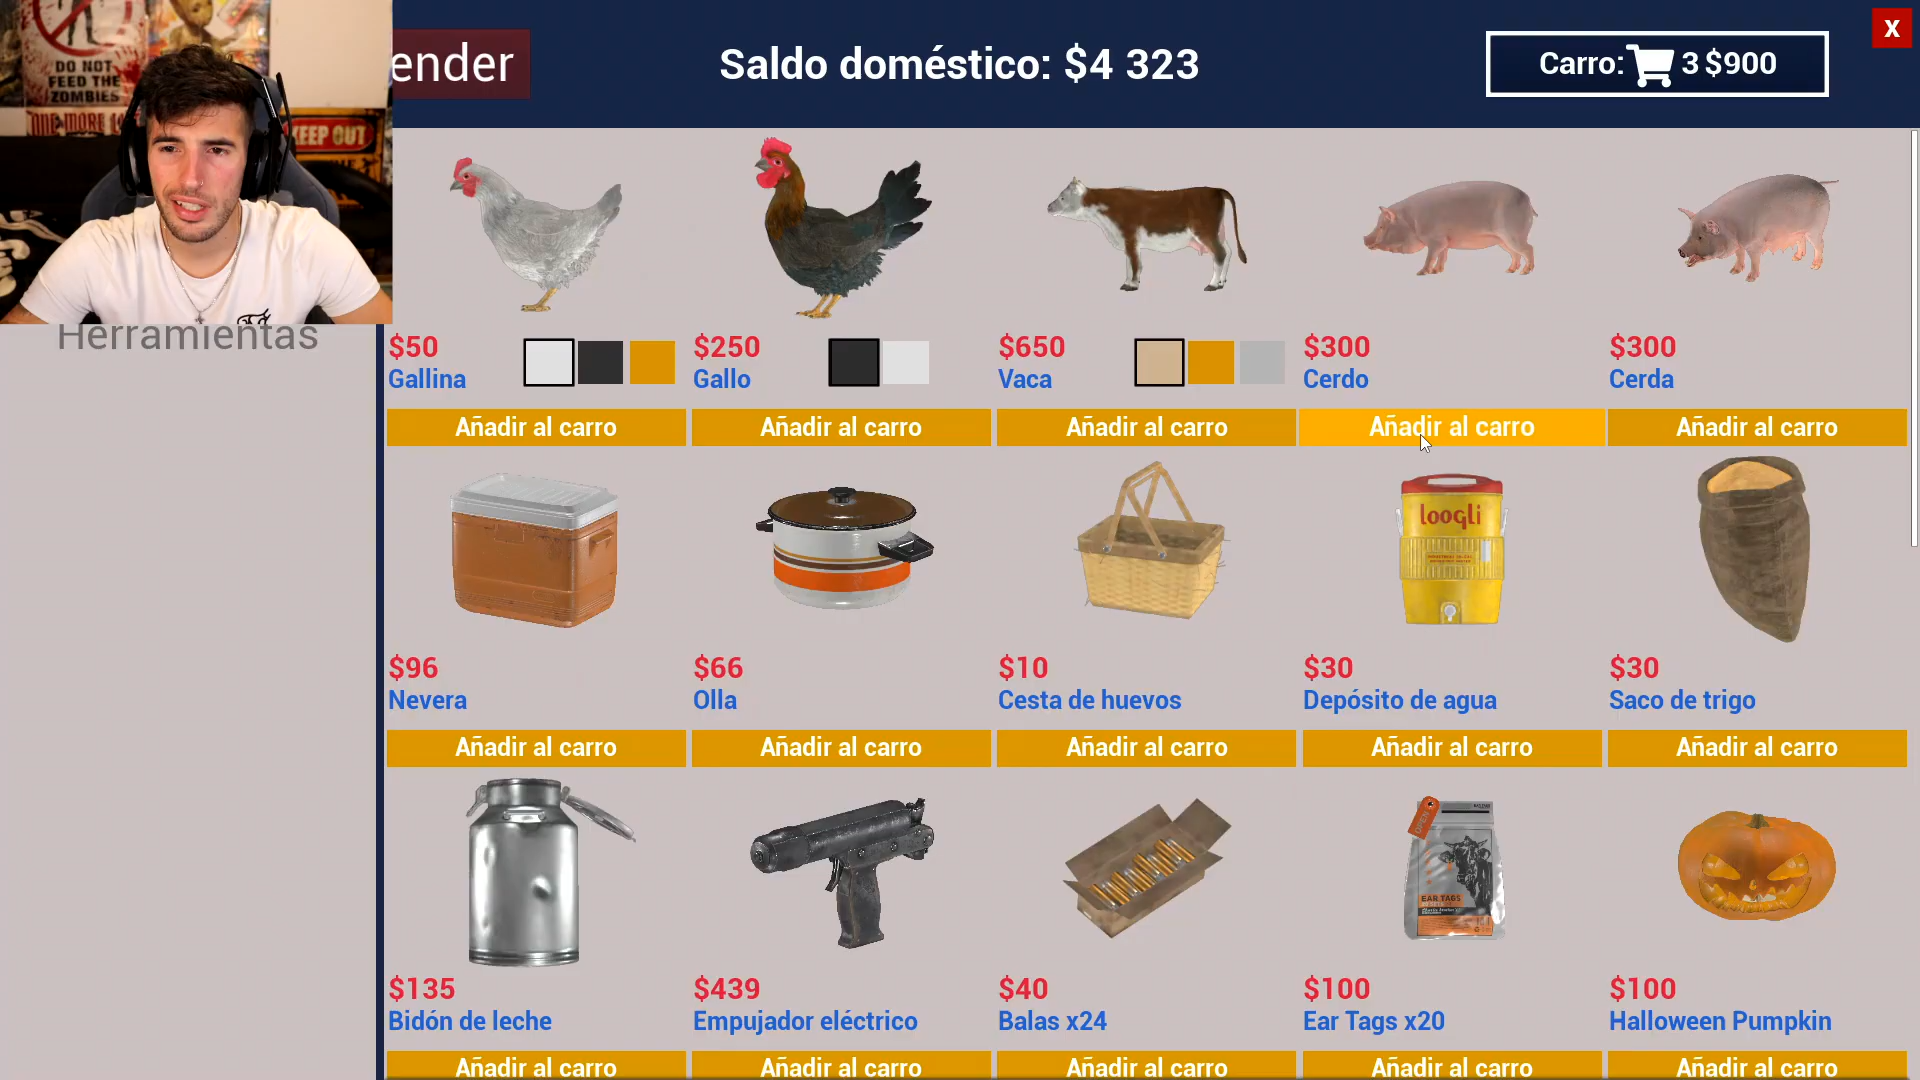 DO NOT
FEED THE
ZOMBIES
KEEP OUT
ender
Saldo doméstico: $4 323
Carro: 3 $900
X
Herramientas
$50
Gallina
Añadir al carro
$250
Gallo
Añadir al carro
$650
Vaca
Añadir al carro
$300
Cerdo
Añadir al carro
$300
Cerda
Añadir al carro
loogli
$96
Nevera
Añadir al carro
$66
Olla
Añadir al carro
$10
Cesta de huevos
Añadir al carro
$30
Depósito de agua
Añadir al carro
$30
Saco de trigo
Añadir al carro
OPEN
EAR TAGS
$135
Bidón de leche
Añadir al carro
$439
Empujador eléctrico
Añadir al carro
$40
Balas x24
Añadir al carro
$100
Ear Tags x20
Añadir al carro
$100
Halloween Pumpkin
Añadir al carro